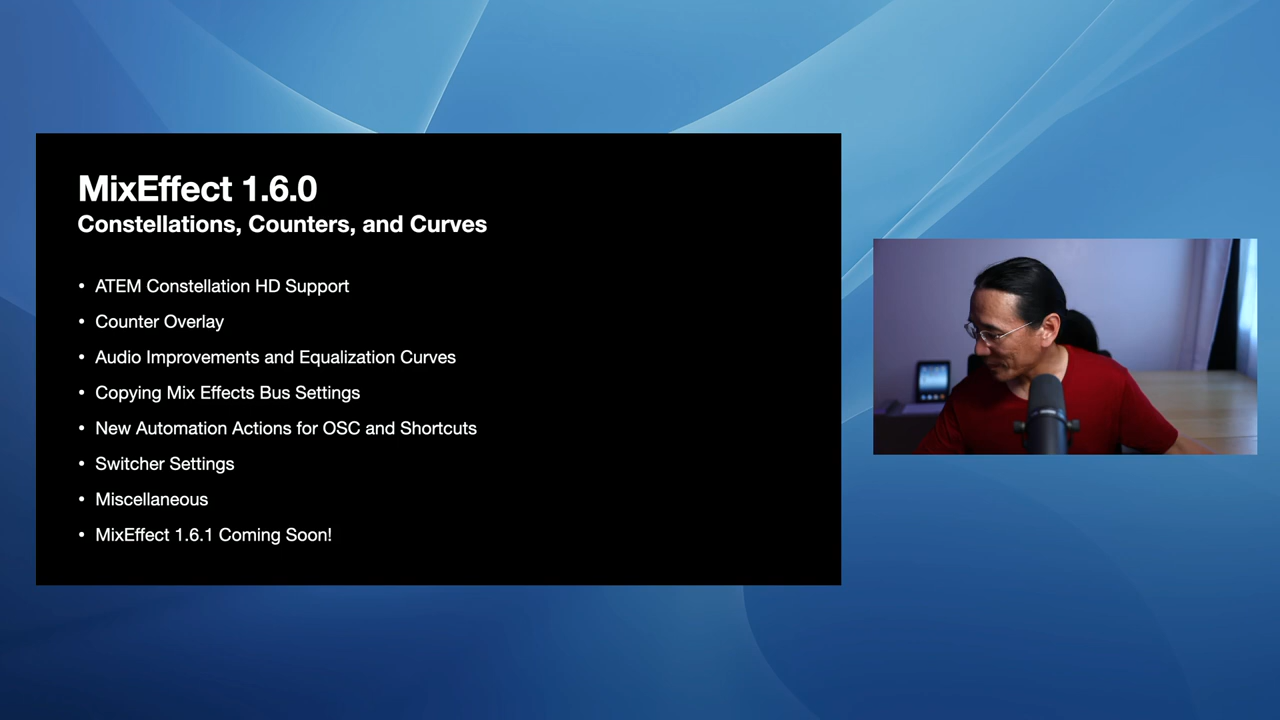 MixEffect 1.6.0
Constellations, Counters, and Curves
• ATEM Constellation HD Support
• Counter Overlay
• Audio Improvements and Equalization Curves
• Copying Mix Effects Bus Settings
• New Automation Actions for OSC and Shortcuts
• Switcher Settings
• Miscellaneous
• MixEffect 1.6.1 Coming Soon!